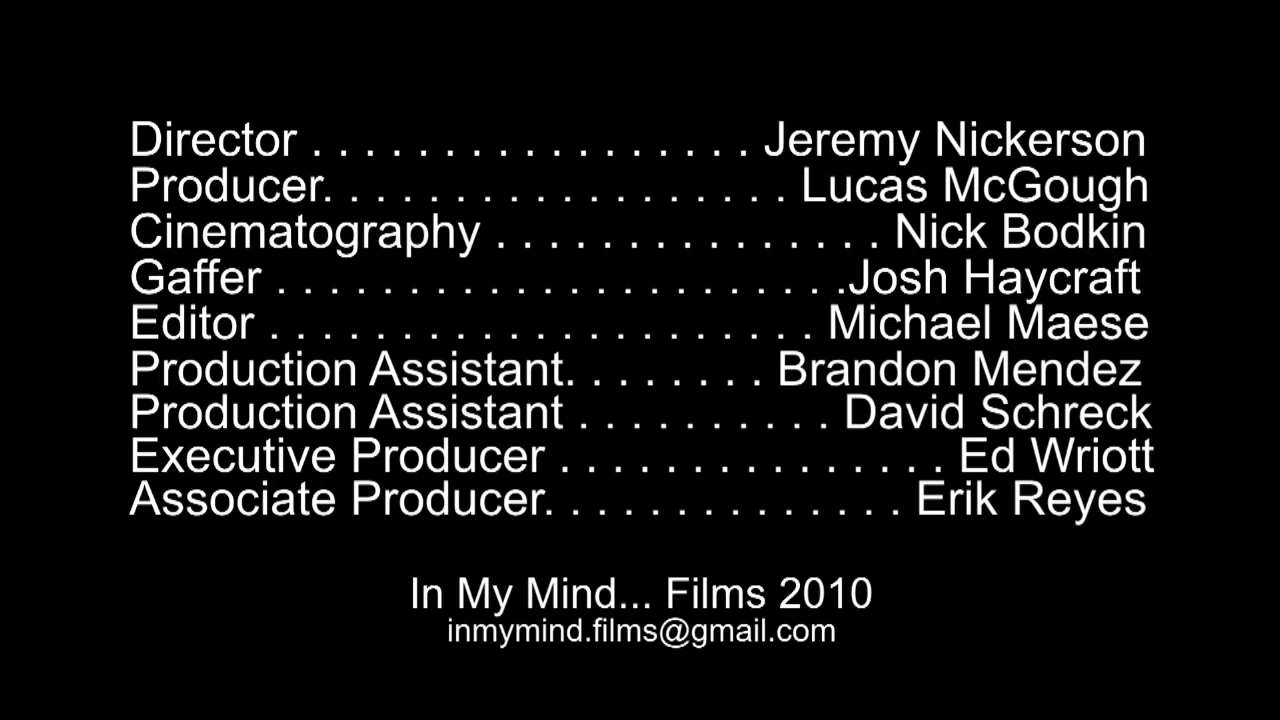 Director . . . . . . . . . . . . . . . . . Jeremy Nickerson
Producer. . . . . . . . . . . . . . . . . . Lucas McGough
Cinematography . . . . . . . . . . . . . . . Nick Bodkin
Gaffer . . . . . . . . . . . . . . . . . . . . . .Josh Haycraft
Editor . . . . . . . . . . . . . . . . . . . . . Michael Maese
Production Assistant. . . . . . . . Brandon Mendez
Production Assistant . . . . . . . . . . David Schreck
Executive Producer . . . . . . . . . . . . . . . Ed Wriott
Associate Producer. . . . . . . . . . . . . . Erik Reyes
In My Mind... Films 2010
inmymind.films@gmail.com